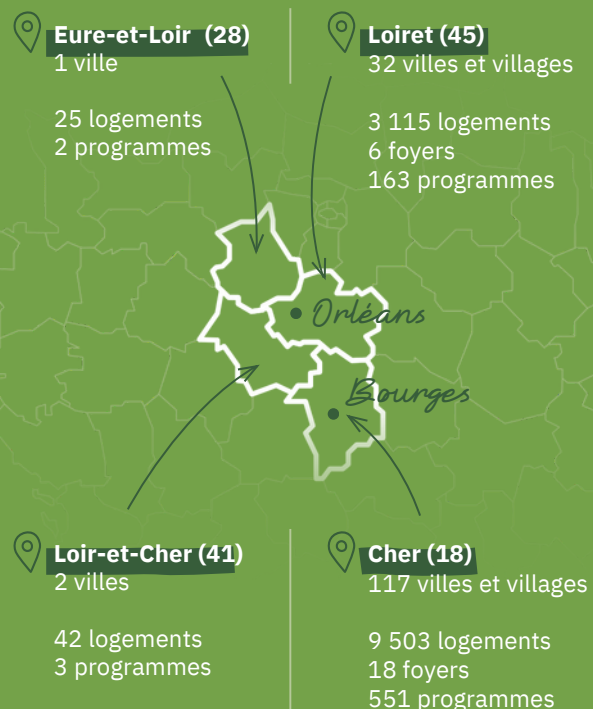 Eure-et-Loir (28)
1 ville
25 logements
2 programmes
Loiret (45)
32 villes et villages
3 115 logements
6 foyers
163 programmes
Orléans
Bourges
Loir-et-Cher (41)
2 villes
42 logements
3 programmes
Cher (18)
117 villes et villages
9 503 logements
18 foyers
551 programmes